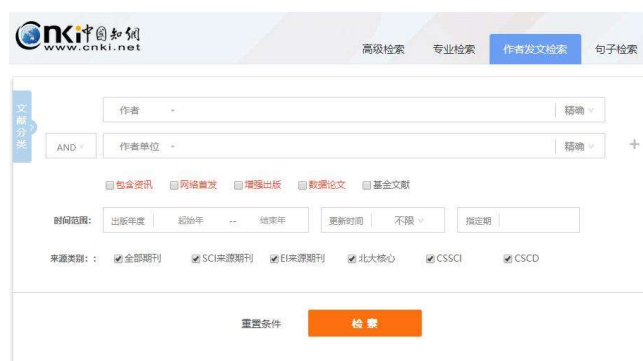 cnki中国知网
www.cnki.net
高级检索 专业检索 作者发文检索 句子检索
文献分类
作者 - 精确
AND 作者单位 - 精确
包含资讯 网络首发 增强出版 数据论文 基金文献
时间范围: 出版年度 起始年 -- 结束年 更新时间 不限 指定期
来源类别: : 全部期刊 SCI来源期刊 EI来源期刊 北大核心 CSSCI CSCD
重置条件 检索